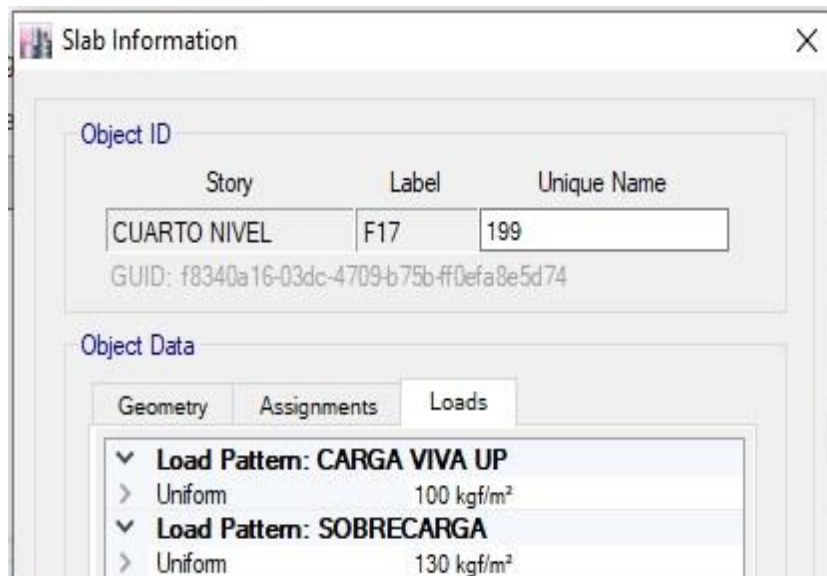 Slab Information
Object ID
Story Label Unique Name
CUARTO NIVEL F17 199
GUID: f8340a16-03dc-4709-b75b-ff0efa8e5d74
Object Data
Geometry Assignments Loads
Load Pattern: CARGA VIVA UP
Uniform 100 kgf/m²
Load Pattern: SOBRECARGA
Uniform 130 kgf/m²